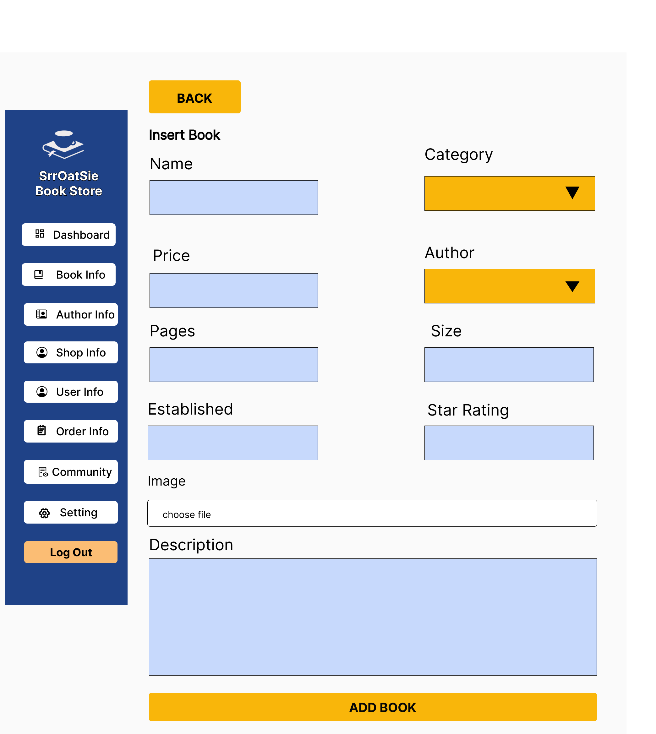 BACK
SrrOatSie
Book Store
Dashboard
Book Info
Author Info
Shop Info
User Info
Order Info
Community
Setting
Log Out
Insert Book
Name
Category
Price
Author
Pages
Size
Established
Star Rating
Image
choose file
Description
ADD BOOK